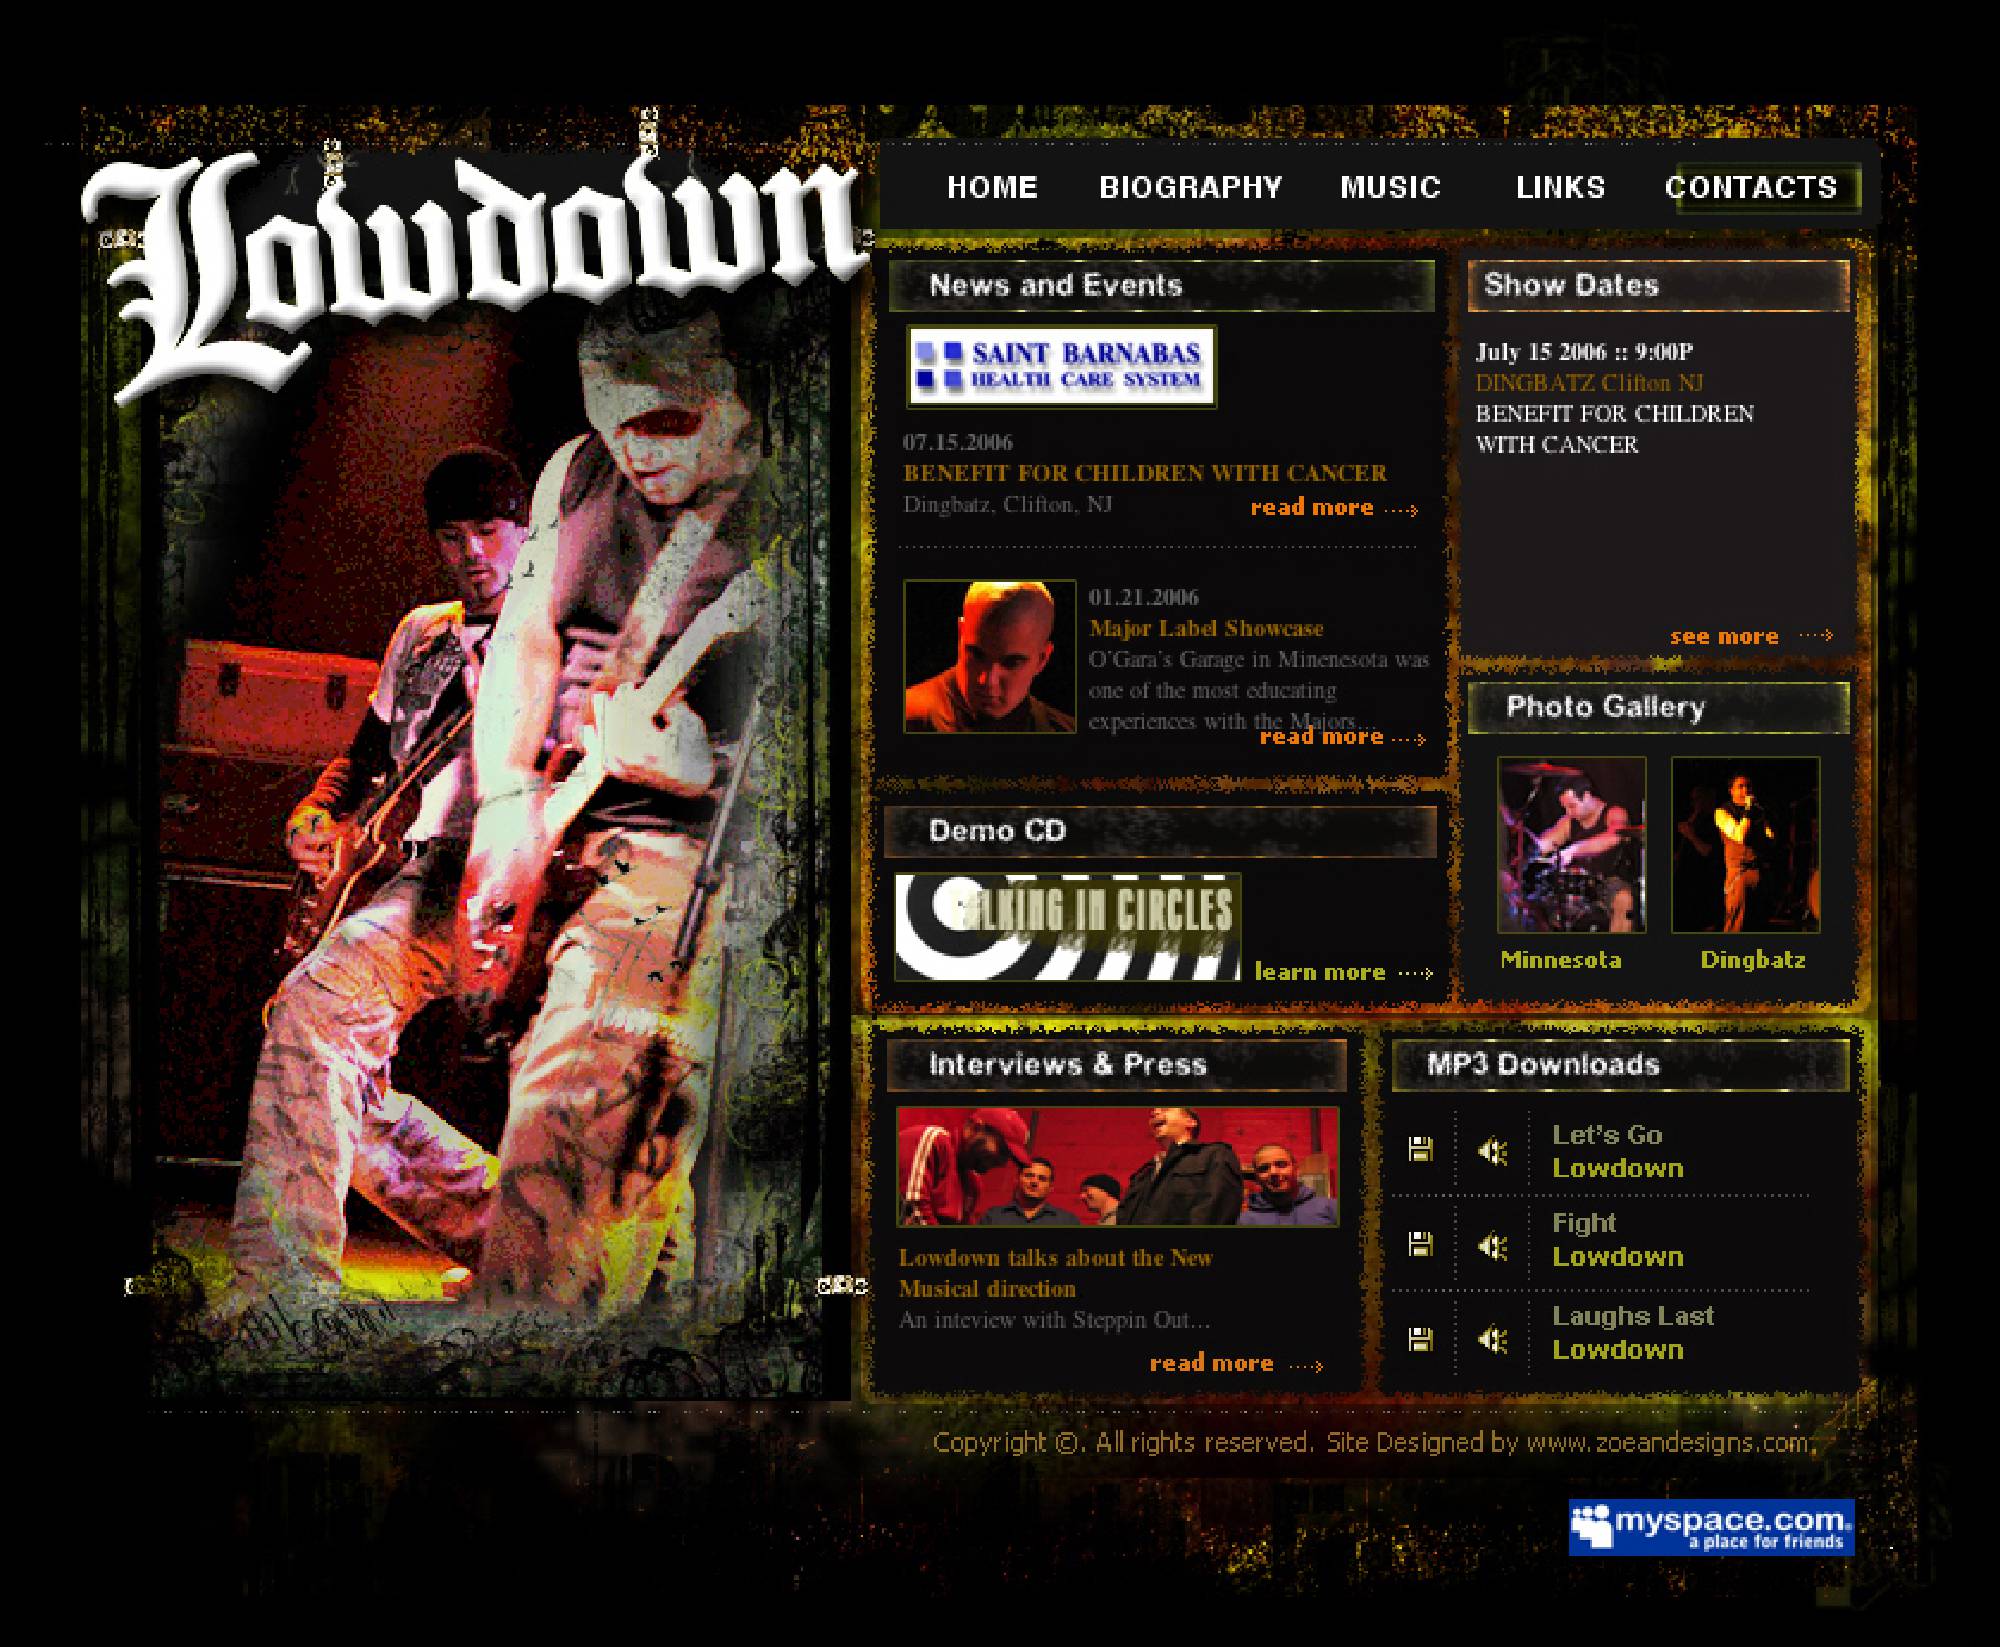 Lowdown
HOME BIOGRAPHY MUSIC LINKS CONTACTS
News and Events
SAINT BARNABAS
HEALTH CARE SYSTEM
07.15.2006
BENEFIT FOR CHILDREN WITH CANCER
Dingbatz, Clifton, NJ
read more
01.21.2006
Major Label Showcase
O'Gara's Garage in Minenesota was
one of the most educating
experiences with the Majors...
read more
Show Dates
July 15 2006 :: 9:00P
DINGBATZ Clifton NJ
BENEFIT FOR CHILDREN
WITH CANCER
see more
Photo Gallery
Minnesota Dingbatz
Demo CD
IN CIRCLES
learn more
Interviews & Press
Lowdown talks about the New
Musical direction
An inteview with Steppin Out...
read more
MP3 Downloads
Let's Go
Lowdown
Fight
Lowdown
Laughs Last
Lowdown
Copyright ©. All rights reserved. Site Designed by www.zoeandesigns.com.
myspace.com
a place for friends